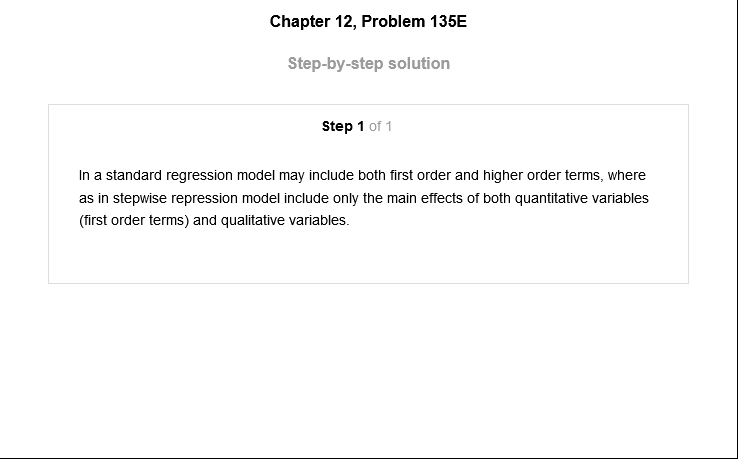 Chapter 12, Problem 135E
Step-by-step solution
Step 1 of 1
In a standard regression model may include both first order and higher order terms, where
as in stepwise repression model include only the main effects of both quantitative variables
(first order terms) and qualitative variables.